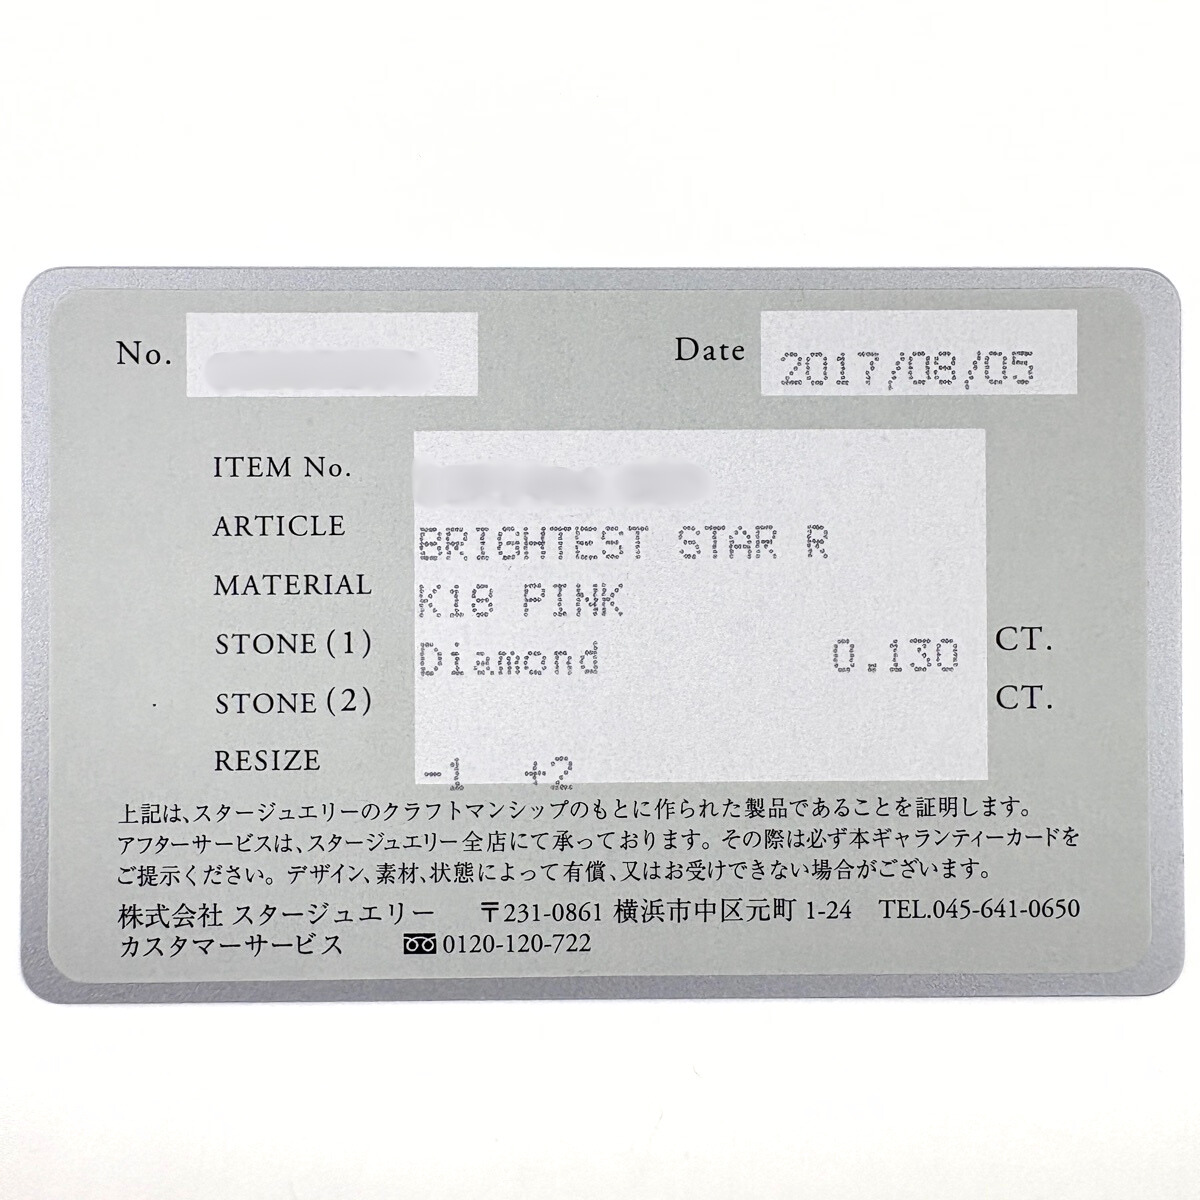 No. Date 2017/08/05
ITEM No.
ARTICLE BRIGHTEST STAR R
MATERIAL K18 PINK
STONE(1) Diamond 0.130 CT.
STONE(2) CT.
RESIZE -1 +2
上記は、スタージュエリーのクラフトマンシップのもとに作られた製品であることを証明します。
アフターサービスは、スタージュエリー全店にて承っております。その際は必ず本ギャランティーカードを
ご提示ください。デザイン、素材、状態によって有償、又はお受けできない場合がございます。
株式会社 スタージュエリー 〒231-0861 横浜市中区元町 1-24 TEL.045-641-0650
カスタマーサービス 0120-120-722